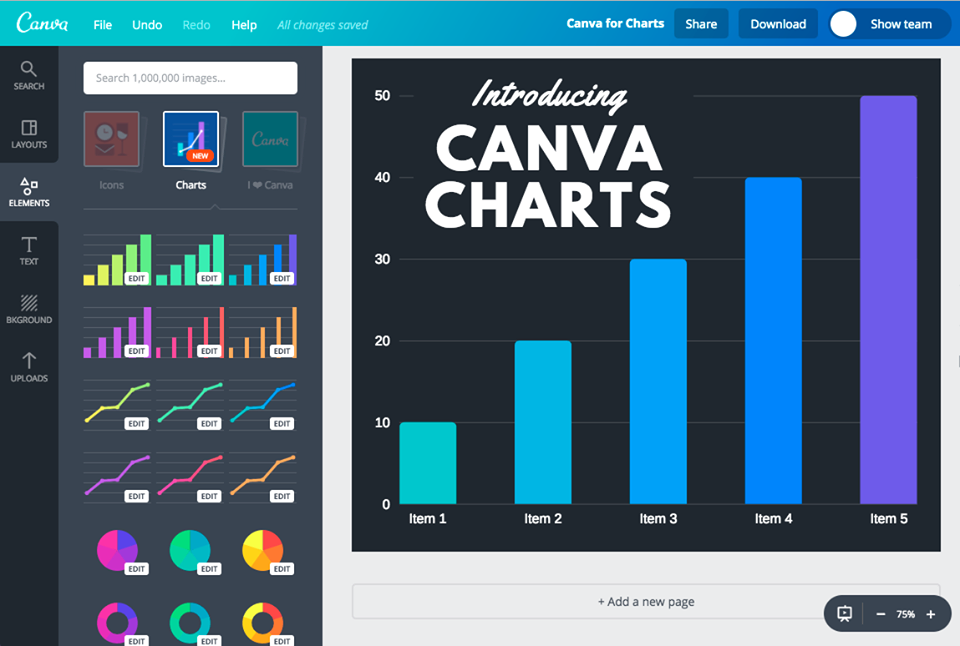 Canva File Undo Redo Help All changes saved Canva for Charts Share Download Show team
Search 1,000,000 images...
SEARCH
LAYOUTS
ELEMENTS
TEXT
BKGROUND
UPLOADS
NEW
Canva
Icons Charts I ❤ Canva
EDIT EDIT EDIT
EDIT EDIT EDIT
EDIT EDIT EDIT
EDIT EDIT EDIT
EDIT EDIT EDIT
EDIT EDIT EDIT
Introducing
CANVA
CHARTS
50
40
30
20
10
0
Item 1 Item 2 Item 3 Item 4 Item 5
+ Add a new page
− 75% +